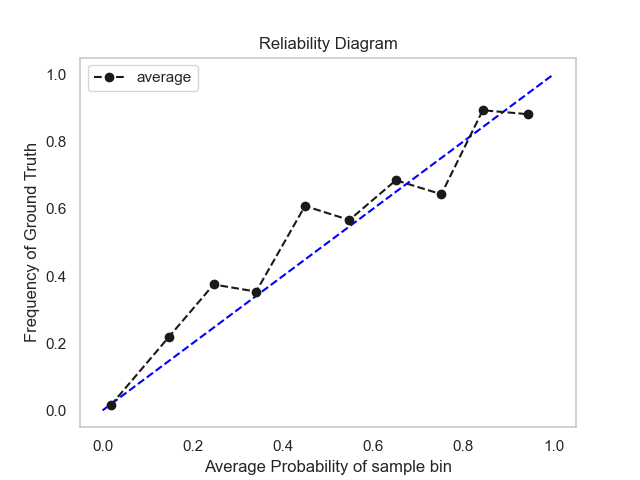 Reliability Diagram
average
1.0
0.8
0.6
0.4
0.2
0.0
Frequency of Ground Truth
0.0 0.2 0.4 0.6 0.8 1.0
Average Probability of sample bin